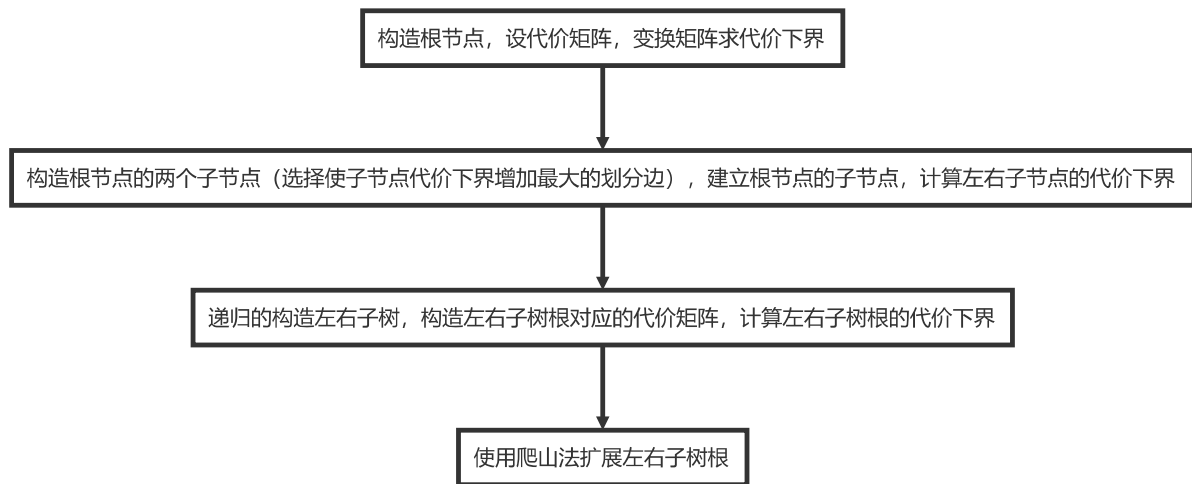 构造根节点，设代价矩阵，变换矩阵求代价下界
构造根节点的两个子节点（选择使子节点代价下界增加最大的划分边），建立根节点的子节点，计算左右子节点的代价下界
递归的构造左右子树，构造左右子树根对应的代价矩阵，计算左右子树根的代价下界
使用爬山法扩展左右子树根